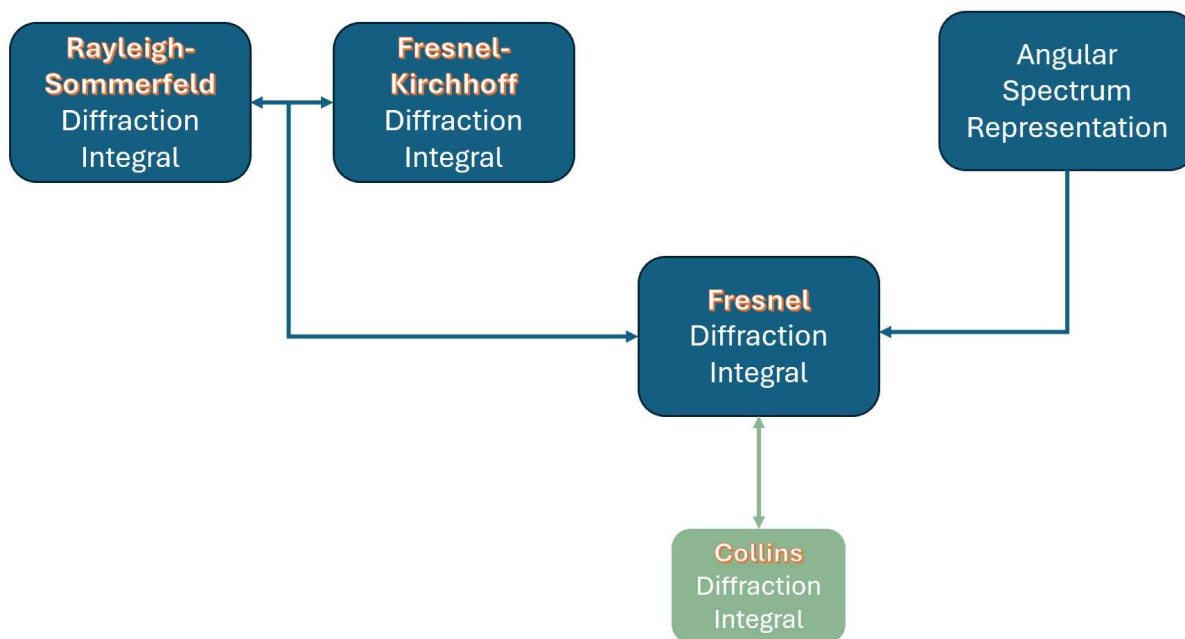 Rayleigh-
Sommerfeld
Diffraction
Integral
Fresnel-
Kirchhoff
Diffraction
Integral
Angular
Spectrum
Representation
Fresnel
Diffraction
Integral
Collins
Diffraction
Integral